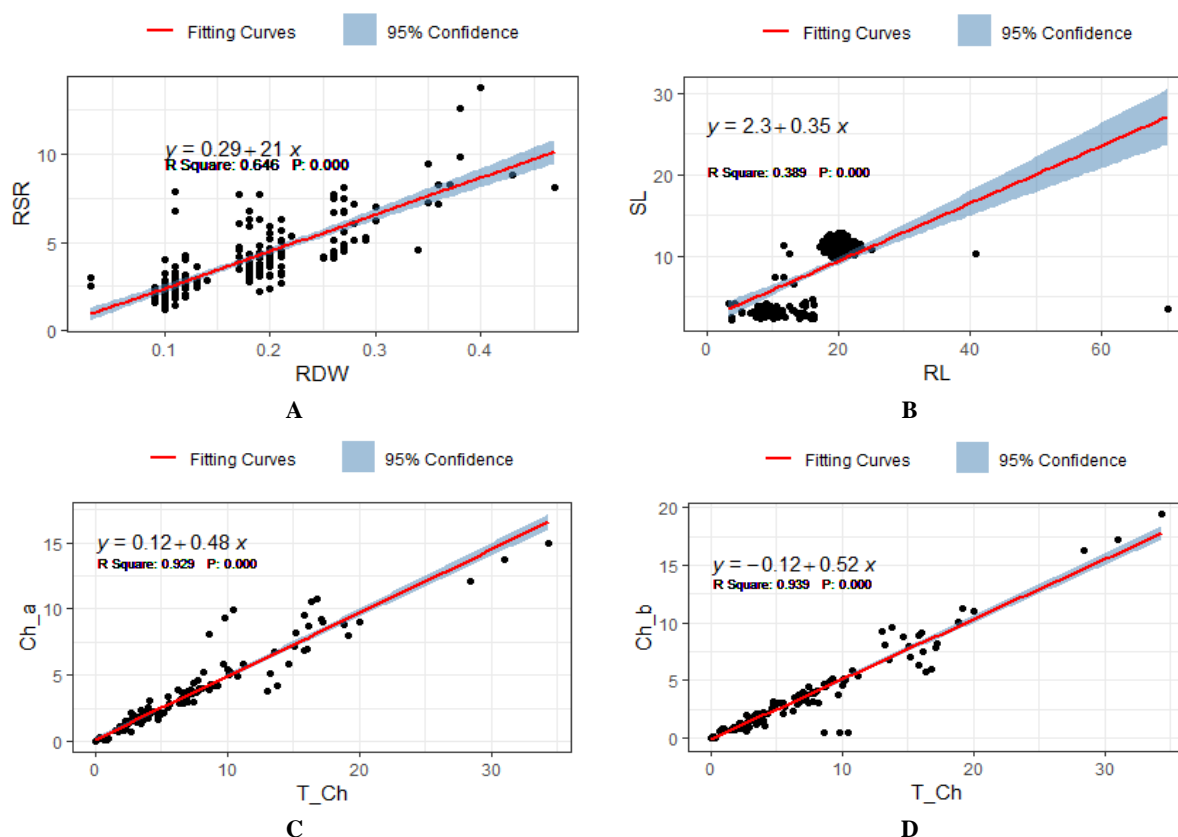 Fitting Curves 95% Confidence
y = 0.29 + 21 x
R Square: 0.646 P: 0.000
RSR
10
5
0
0.1 0.2 0.3 0.4
RDW
A
Fitting Curves 95% Confidence
y = 2.3 + 0.35 x
R Square: 0.389 P: 0.000
SL
30
20
10
0 20 40 60
RL
B
Fitting Curves 95% Confidence
y = 0.12 + 0.48 x
R Square: 0.929 P: 0.000
Ch_a
15
10
5
0
0 10 20 30
T_Ch
C
Fitting Curves 95% Confidence
y = −0.12 + 0.52 x
R Square: 0.939 P: 0.000
Ch_b
20
15
10
5
0
0 10 20 30
T_Ch
D